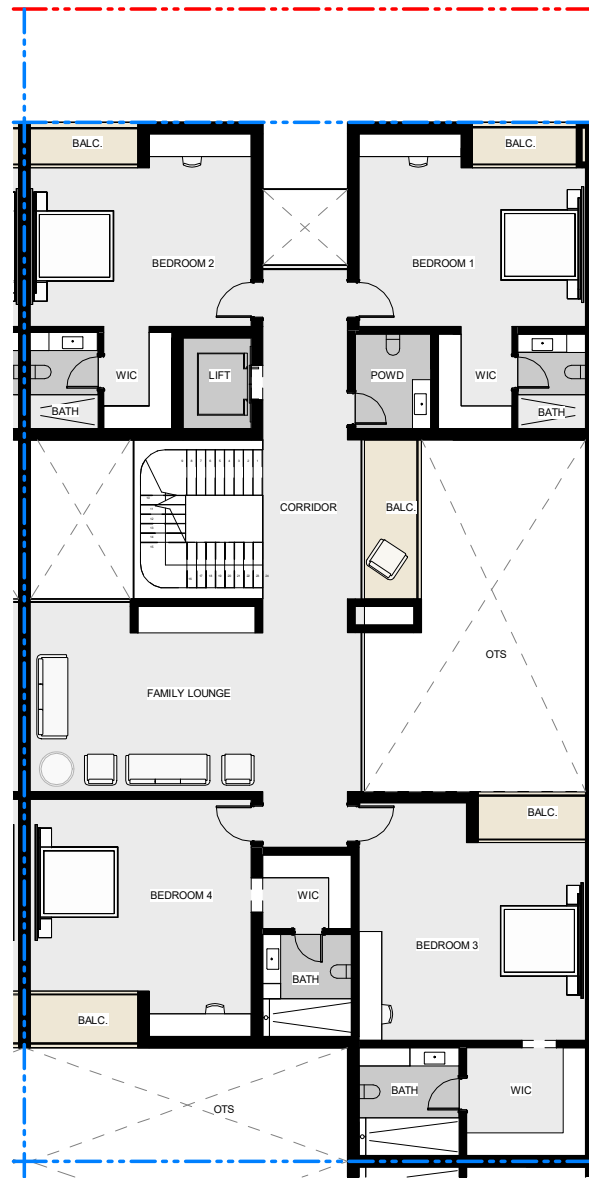 BALC.
BALC.
BEDROOM 2
BEDROOM 1
LIFT
POWD
WIC
WIC
BATH
BATH
CORRIDOR
BALC.
OTS
FAMILY LOUNGE
BALC.
BEDROOM 4
WIC
BEDROOM 3
BATH
BALC.
BATH
WIC
OTS